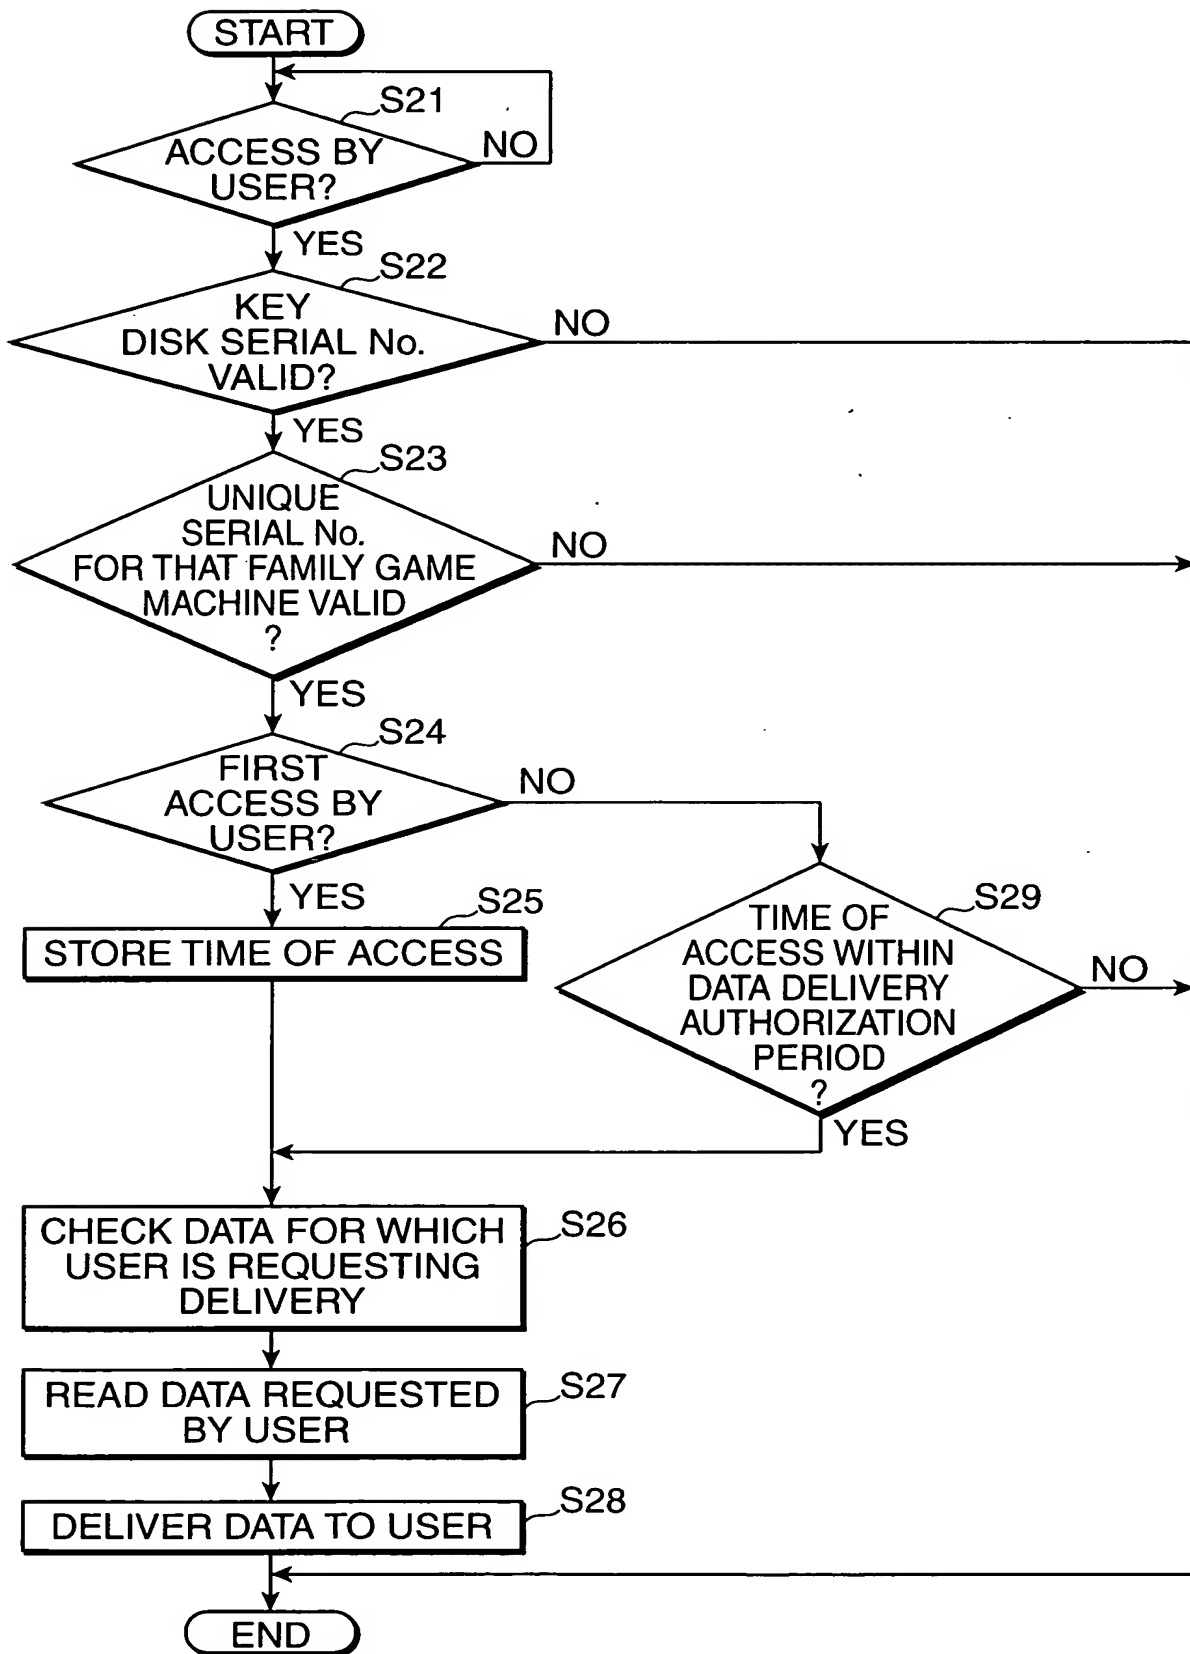 START
S21
ACCESS BY
USER?
NO
YES
S22
KEY
DISK SERIAL No.
VALID?
NO
YES
S23
UNIQUE
SERIAL No.
FOR THAT FAMILY GAME
MACHINE VALID
?
NO
YES
S24
FIRST
ACCESS BY
USER?
NO
YES
S25
STORE TIME OF ACCESS
S29
TIME OF
ACCESS WITHIN
DATA DELIVERY
AUTHORIZATION
PERIOD
?
NO
YES
S26
CHECK DATA FOR WHICH
USER IS REQUESTING
DELIVERY
S27
READ DATA REQUESTED
BY USER
S28
DELIVER DATA TO USER
END